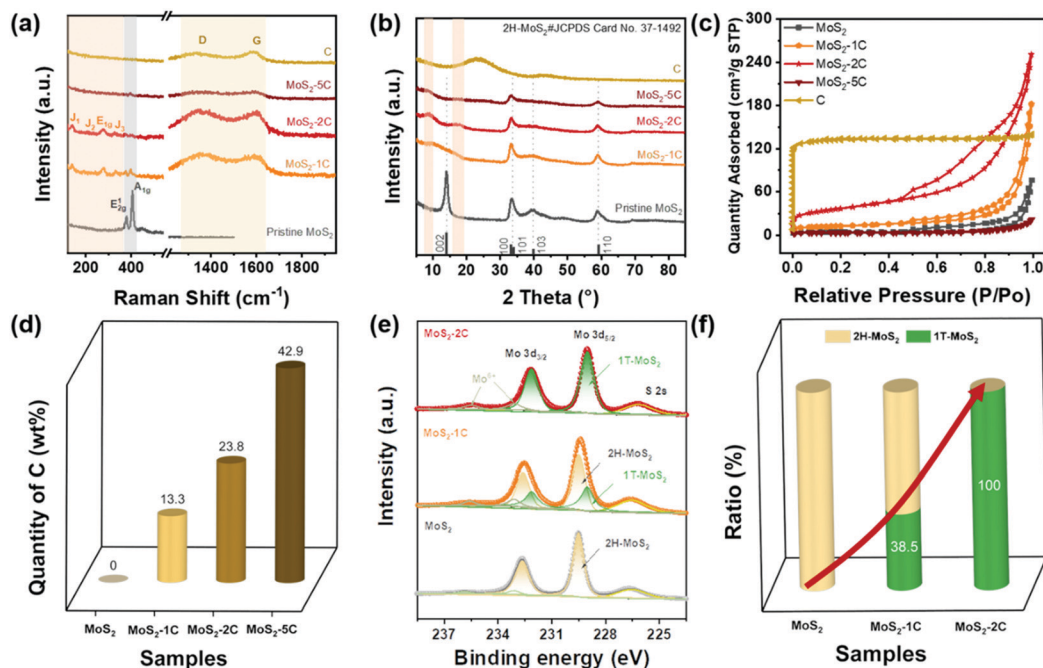 (a)
Intensity (a.u.)
D
G
C
MoS₂-5C
J₁
J₂
E₁g
J₃
MoS₂-2C
MoS₂-1C
E¹₂g
A₁g
Pristine MoS₂
200
400
1400
1600
1800
Raman Shift (cm⁻¹)
(b)
Intensity (a.u.)
2H-MoS₂#JCPDS Card No. 37-1492
C
MoS₂-5C
MoS₂-2C
MoS₂-1C
Pristine MoS₂
002
100
101
103
110
15
30
45
60
75
2 Theta (°)
(c)
Quantity Adsorbed (cm³/g STP)
300
240
180
120
60
0
MoS₂
MoS₂-1C
MoS₂-2C
MoS₂-5C
C
0.0
0.2
0.4
0.6
0.8
1.0
Relative Pressure (P/Po)
(d)
Quantity of C (wt%)
0
13.3
23.8
42.9
MoS₂
MoS₂-1C
MoS₂-2C
MoS₂-5C
Samples
(e)
Intensity (a.u.)
MoS₂-2C
Mo 3d₃/₂
Mo 3d₅/₂
1T-MoS₂
Mo⁶⁺
S 2s
MoS₂-1C
2H-MoS₂
1T-MoS₂
MoS₂
2H-MoS₂
237
234
231
228
225
Binding energy (eV)
(f)
2H-MoS₂
1T-MoS₂
Ratio (%)
38.5
100
MoS₂
MoS₂-1C
MoS₂-2C
Samples